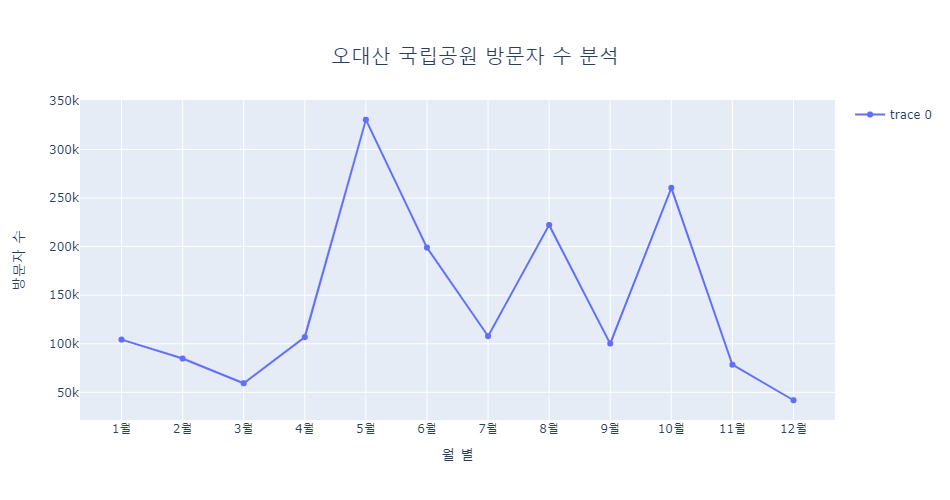 오대산 국립공원 방문자 수 분석
350k
300k
250k
200k
150k
100k
50k
방문자 수
1월 2월 3월 4월 5월 6월 7월 8월 9월 10월 11월 12월
월 별
trace 0